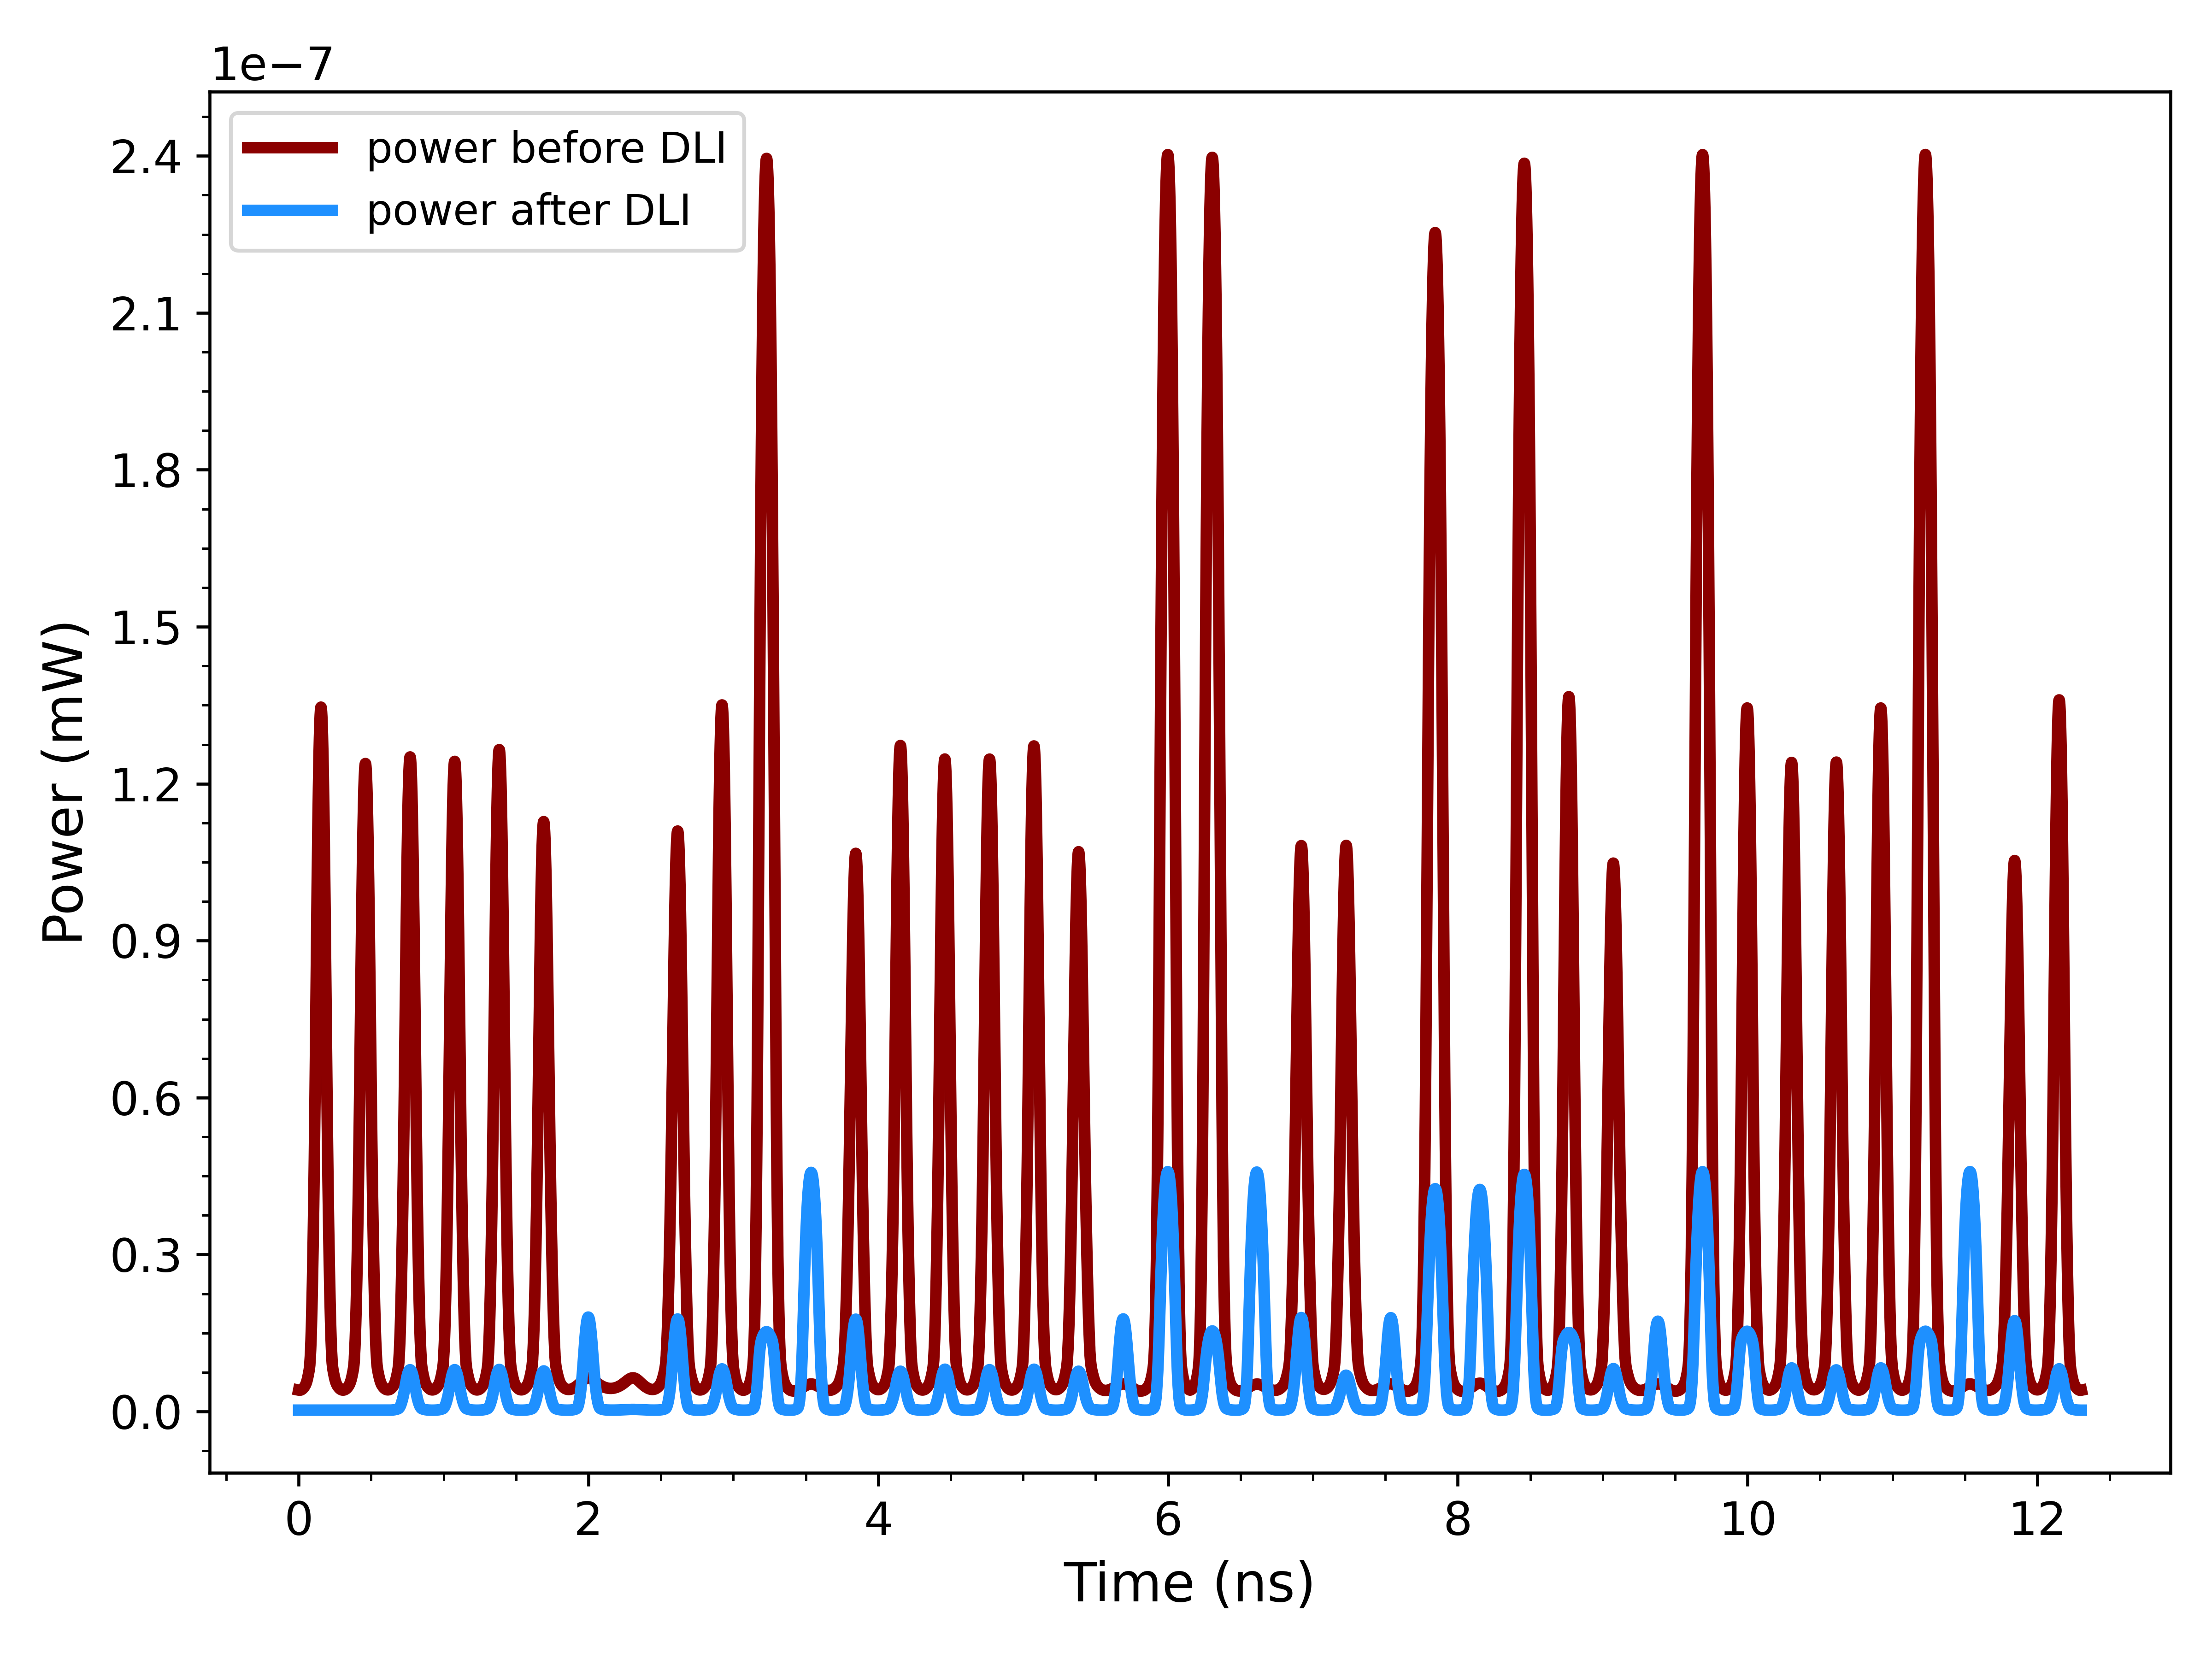 1e−7
power before DLI
power after DLI
2.4
2.1
1.8
1.5
1.2
0.9
0.6
0.3
0.0
Power (mW)
0 2 4 6 8 10 12
Time (ns)